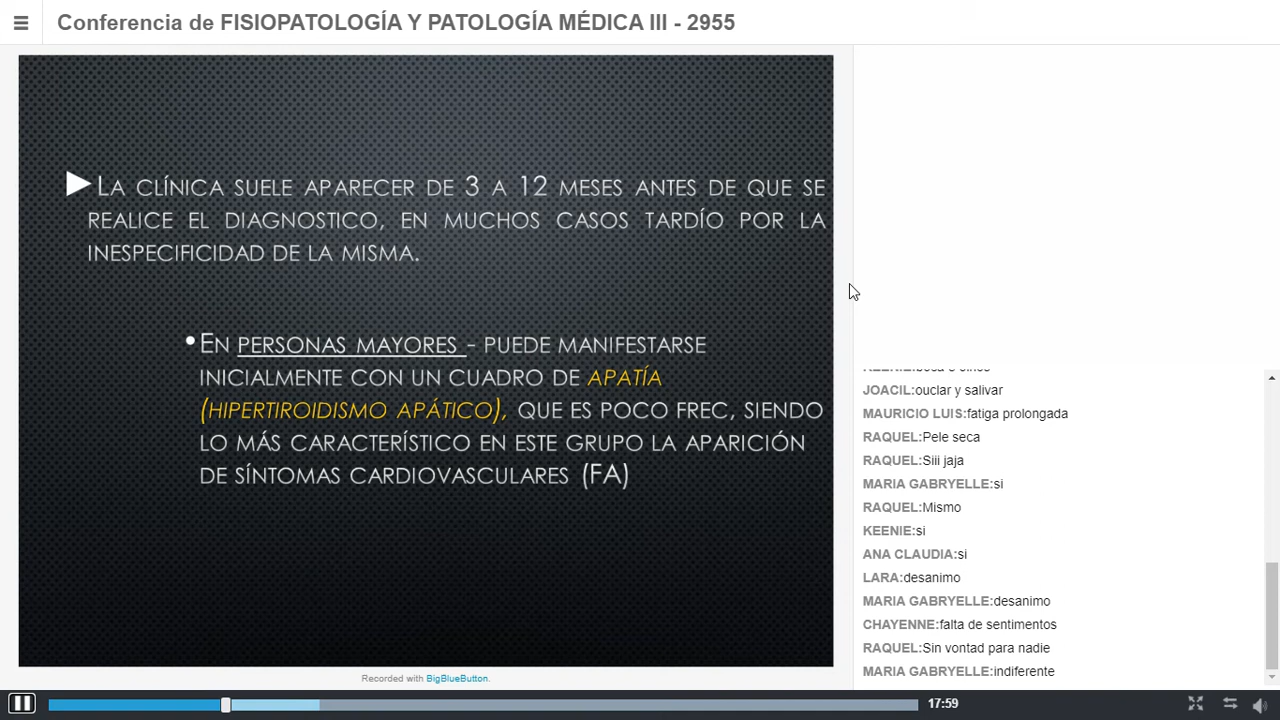 Conferencia de FISIOPATOLOGÍA Y PATOLOGÍA MÉDICA III - 2955
LA CLÍNICA SUELE APARECER DE 3 A 12 MESES ANTES DE QUE SE
REALICE EL DIAGNOSTICO, EN MUCHOS CASOS TARDÍO POR LA
INESPECIFICIDAD DE LA MISMA.
•EN PERSONAS MAYORES - PUEDE MANIFESTARSE
INICIALMENTE CON UN CUADRO DE APATÍA
(HIPERTIROIDISMO APÁTICO), QUE ES POCO FREC, SIENDO
LO MÁS CARACTERÍSTICO EN ESTE GRUPO LA APARICIÓN
DE SÍNTOMAS CARDIOVASCULARES (FA)
Recorded with BigBlueButton.
JOACIL:ouclar y salivar
MAURICIO LUIS:fatiga prolongada
RAQUEL:Pele seca
RAQUEL:Siii jaja
MARIA GABRYELLE:si
RAQUEL:Mismo
KEENIE:si
ANA CLAUDIA:si
LARA:desanimo
MARIA GABRYELLE:desanimo
CHAYENNE:falta de sentimentos
RAQUEL:Sin vontad para nadie
MARIA GABRYELLE:indiferente
17:59